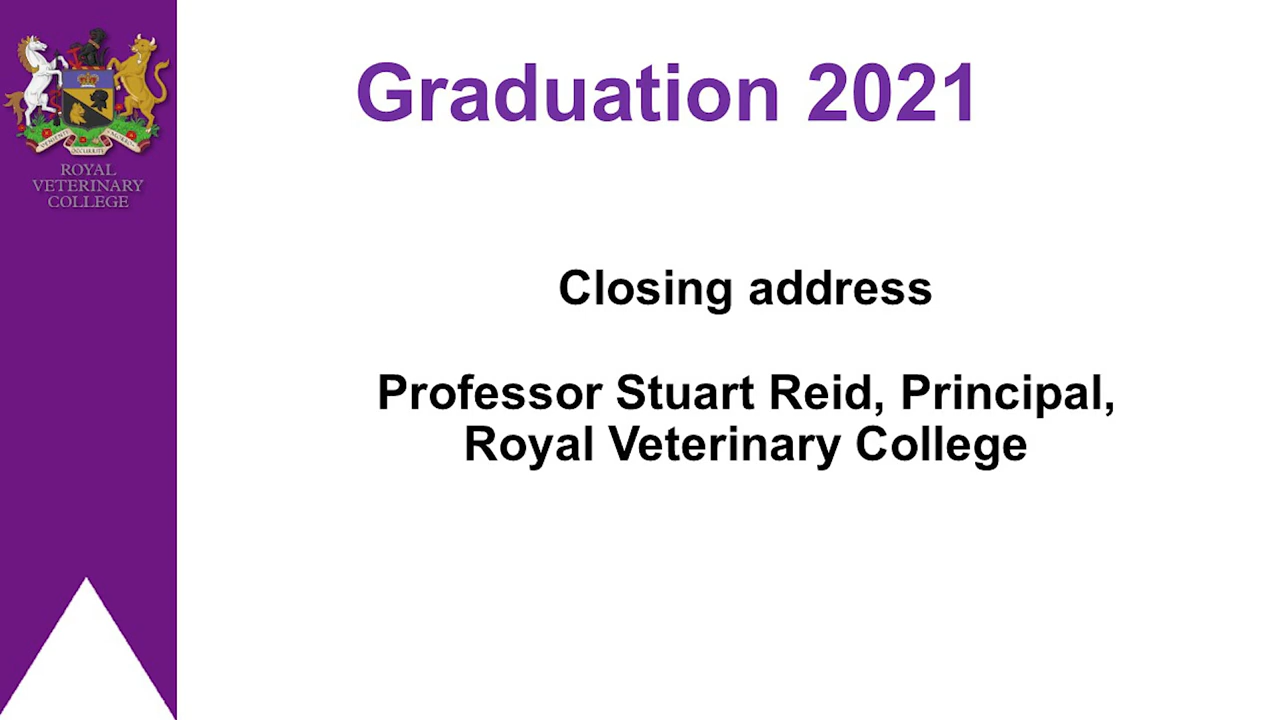 Graduation 2021
ROYAL
VETERINARY
COLLEGE
Closing address
Professor Stuart Reid, Principal,
Royal Veterinary College